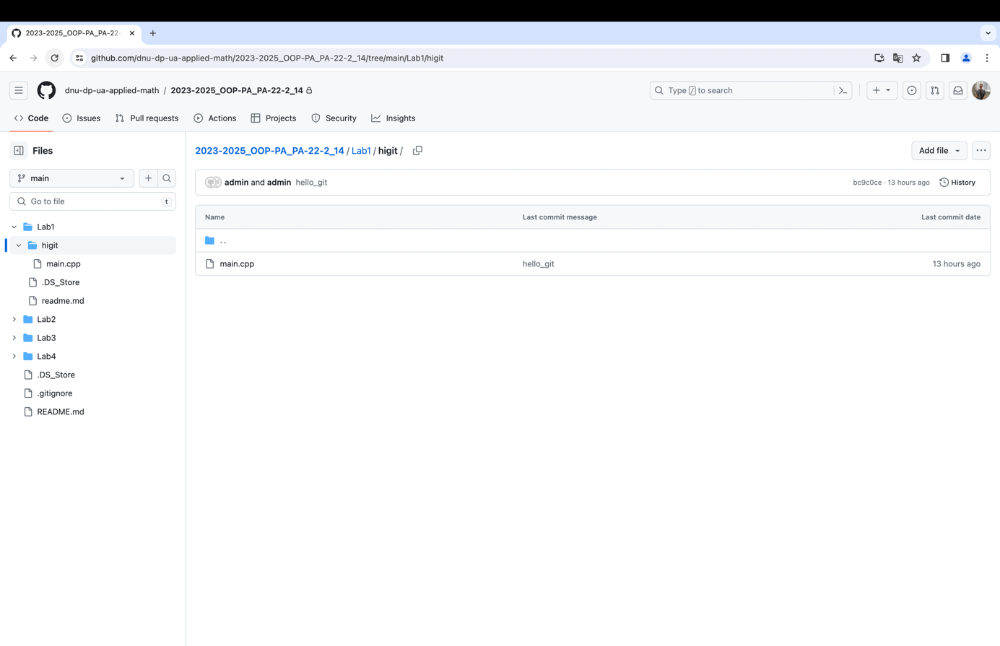 2023-2025_OOP-PA_PA-22-
github.com/dnu-dp-ua-applied-math/2023-2025_OOP-PA_PA-22-2_14/tree/main/Lab1/higit
dnu-dp-ua-applied-math / 2023-2025_OOP-PA_PA-22-2_14
Type / to search
Code Issues Pull requests Actions Projects Security Insights
Files
main
Go to file t
Lab1
higit
main.cpp
.DS_Store
readme.md
Lab2
Lab3
Lab4
.DS_Store
.gitignore
README.md
2023-2025_OOP-PA_PA-22-2_14 / Lab1 / higit /
Add file
admin and admin hello_git bc9c0ce · 13 hours ago History
Name Last commit message Last commit date
..
main.cpp hello_git 13 hours ago